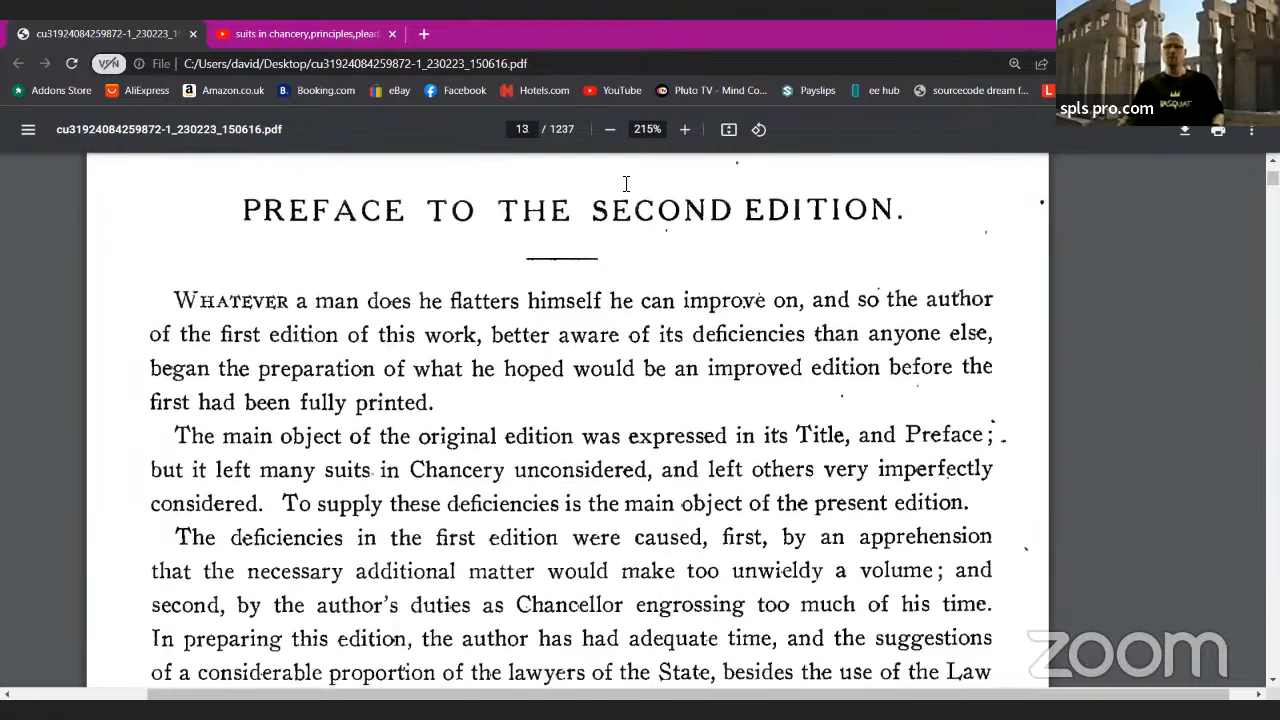 cu31924084259872-1_230223_15
suits in chancery,principles,plead
VPN
File
C:/Users/david/Desktop/cu31924084259872-1_230223_150616.pdf
Addons Store
AliExpress
Amazon.co.uk
Booking.com
eBay
Facebook
Hotels.com
YouTube
Pluto TV - Mind Co...
Payslips
ee hub
sourcecode dream f...
L
SASQUAT
spls pro.com
cu31924084259872-1_230223_150616.pdf
13 / 1237
215%
PREFACE TO THE SECOND EDITION.
WHATEVER a man does he flatters himself he can improve on, and so the author
of the first edition of this work, better aware of its deficiencies than anyone else,
began the preparation of what he hoped would be an improved edition before the
first had been fully printed.
The main object of the original edition was expressed in its Title, and Preface;
but it left many suits in Chancery unconsidered, and left others very imperfectly
considered. To supply these deficiencies is the main object of the present edition.
The deficiencies in the first edition were caused, first, by an apprehension
that the necessary additional matter would make too unwieldy a volume; and
second, by the author's duties as Chancellor engrossing too much of his time.
In preparing this edition, the author has had adequate time, and the suggestions
of a considerable proportion of the lawyers of the State, besides the use of the Law
zoom